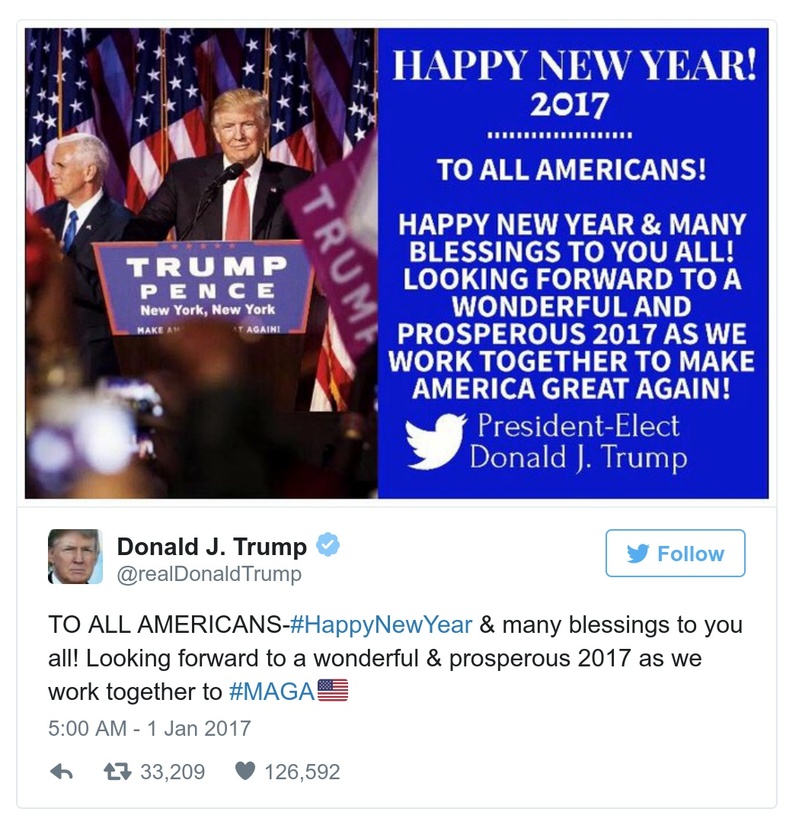 TRUMP
PENCE
New York, New York
MAKE AT AGAIN!
TRUMP
HAPPY NEW YEAR!
2017
TO ALL AMERICANS!
HAPPY NEW YEAR & MANY
BLESSINGS TO YOU ALL!
LOOKING FORWARD TO A
WONDERFUL AND
PROSPEROUS 2017 AS WE
WORK TOGETHER TO MAKE
AMERICA GREAT AGAIN!
President-Elect
Donald J. Trump
Donald J. Trump
@realDonaldTrump
Follow
TO ALL AMERICANS-#HappyNewYear & many blessings to you
all! Looking forward to a wonderful & prosperous 2017 as we
work together to #MAGA🇺🇸
5:00 AM - 1 Jan 2017
33,209 126,592